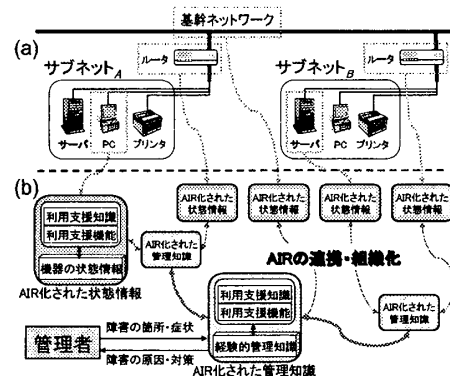 基幹ネットワーク
(a)
ルータ
ルータ
サブネットA
サブネットB
サーバ
PC
プリンタ
サーバ
PC
プリンタ
(b)
AIR化された
状態情報
AIR化された
状態情報
AIR化された
状態情報
AIR化された
状態情報
利用支援知識
利用支援機能
機器の状態情報
AIR化された状態情報
AIR化された
管理知識
AIRの連携・組織化
利用支援知識
利用支援機能
経験的管理知識
AIR化された管理知識
AIR化された
管理知識
管理者
障害の箇所・症状
障害の原因・対策